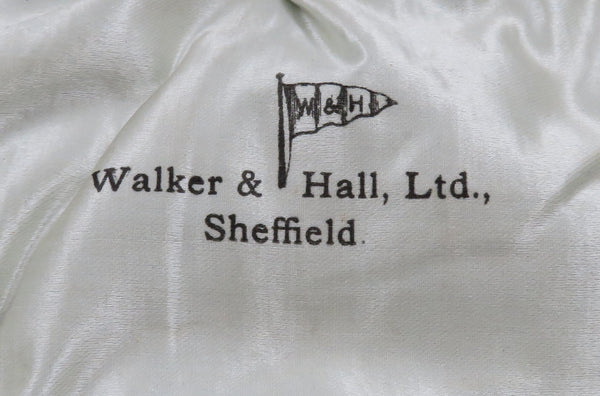 W & H
Walker & Hall, Ltd.,
Sheffield.